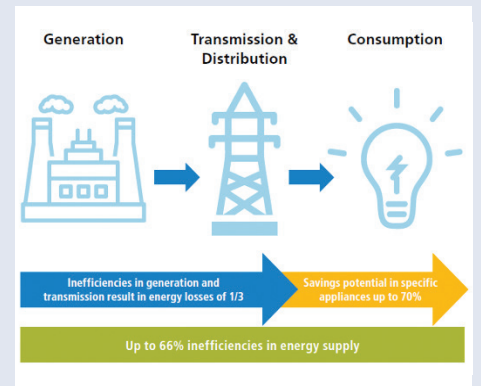 Generation
Transmission &
Distribution
Consumption
Inefficiencies in generation and
transmission result in energy losses of 1/3
Savings potential in specific
appliances up to 70%
Up to 66% inefficiencies in energy supply